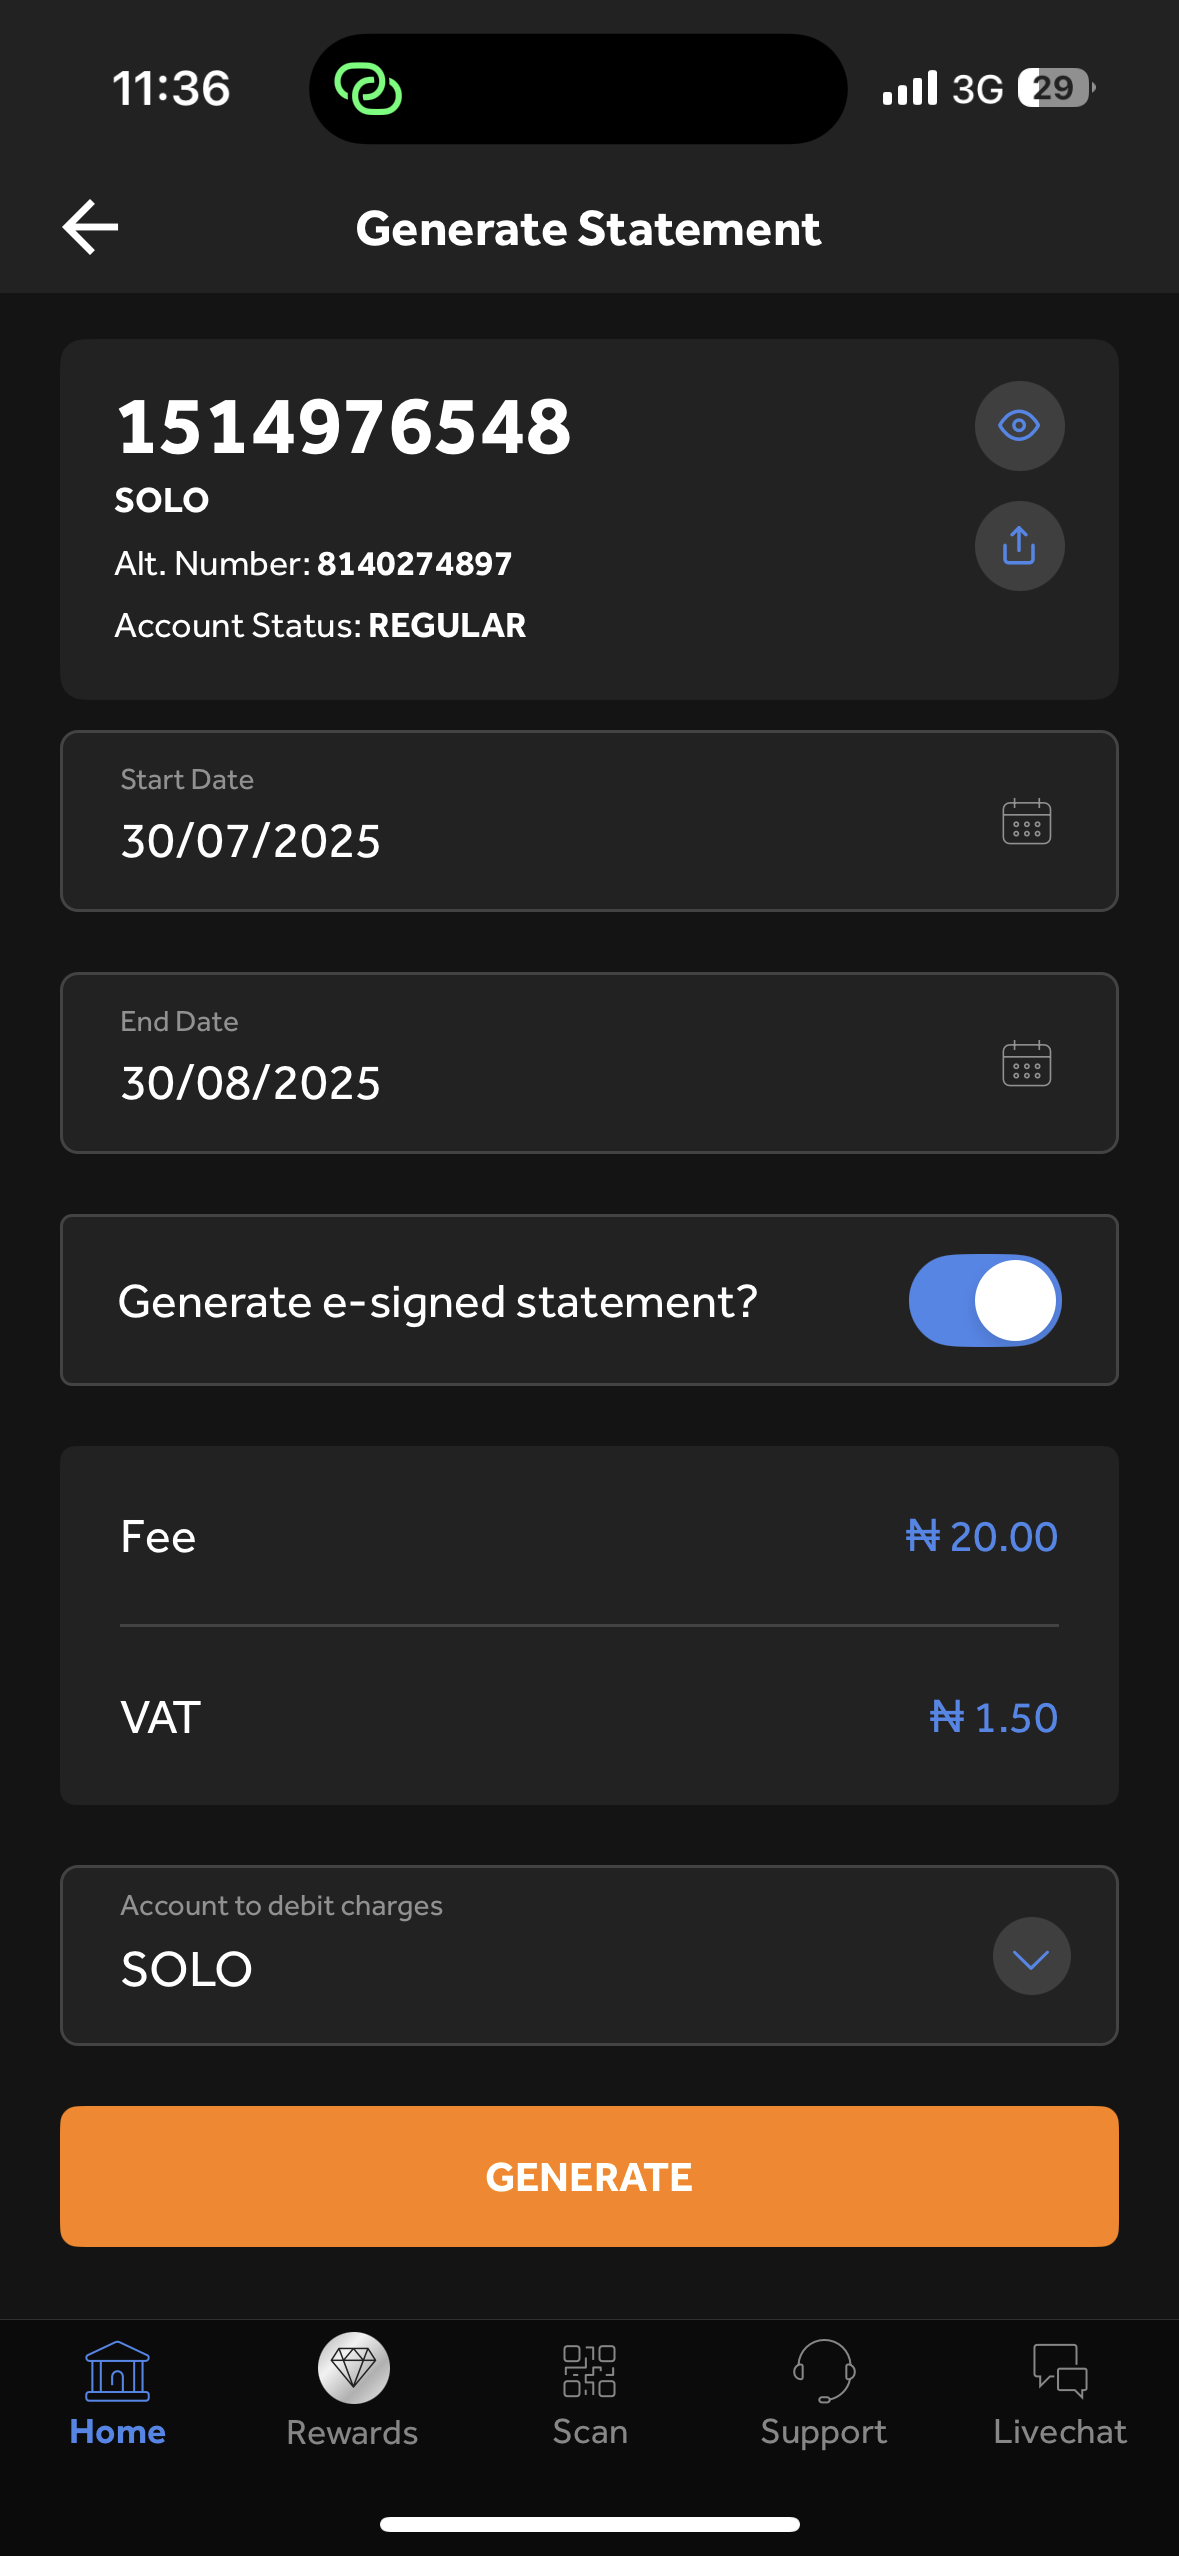 11:36
3G 29
Generate Statement
1514976548
SOLO
Alt. Number: 8140274897
Account Status: REGULAR
Start Date
30/07/2025
End Date
30/08/2025
Generate e-signed statement?
Fee ₦ 20.00
VAT ₦ 1.50
Account to debit charges
SOLO
GENERATE
Home Rewards Scan Support Livechat